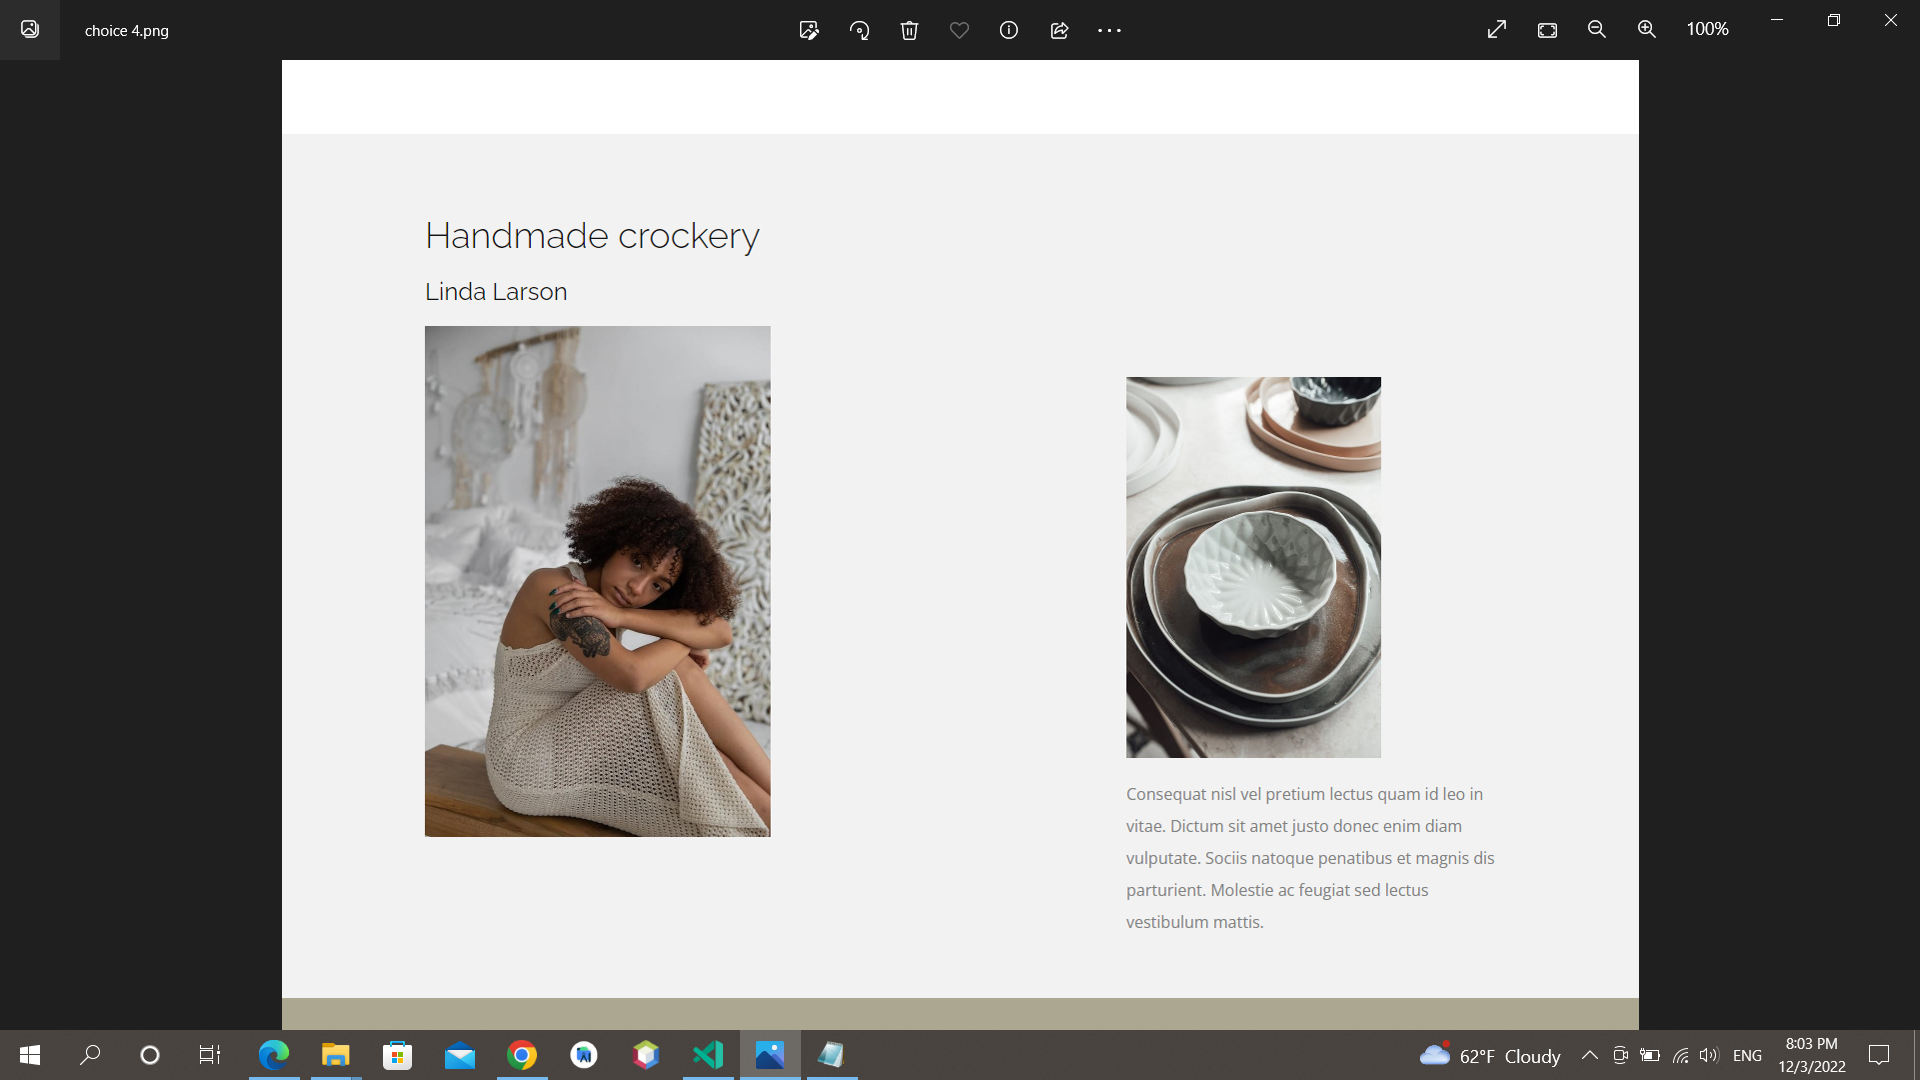 choice 4.png
100%
Handmade crockery
Linda Larson
Consequat nisl vel pretium lectus quam id leo in
vitae. Dictum sit amet justo donec enim diam
vulputate. Sociis natoque penatibus et magnis dis
parturient. Molestie ac feugiat sed lectus
vestibulum mattis.
62°F Cloudy
ENG
8:03 PM
12/3/2022